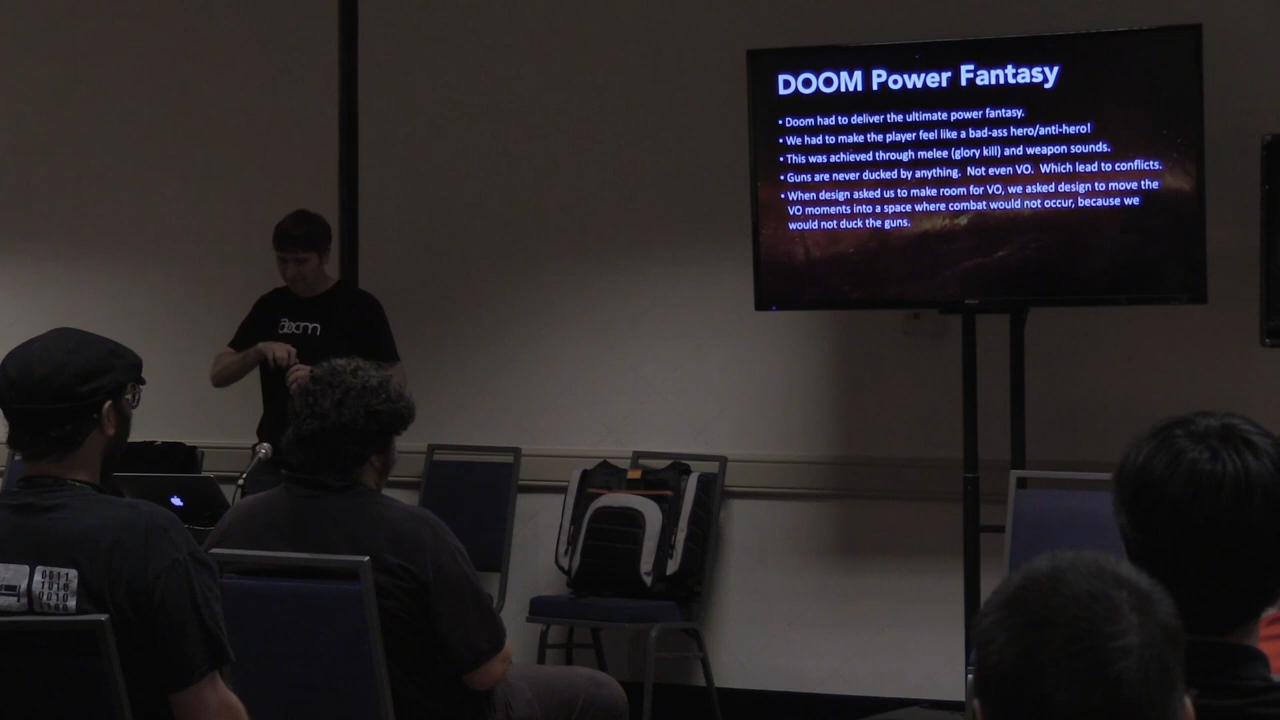 DOOM Power Fantasy
• Doom had to deliver the ultimate power fantasy.
• We had to make the player feel like a bad-ass hero/anti-hero!
• This was achieved through melee (glory kill) and weapon sounds.
• Guns are never ducked by anything. Not even VO. Which lead to conflicts.
• When design asked us to make room for VO, we asked design to move the
VO moments into a space where combat would not occur, because we
would not duck the guns.
doom
0011
1010
0010